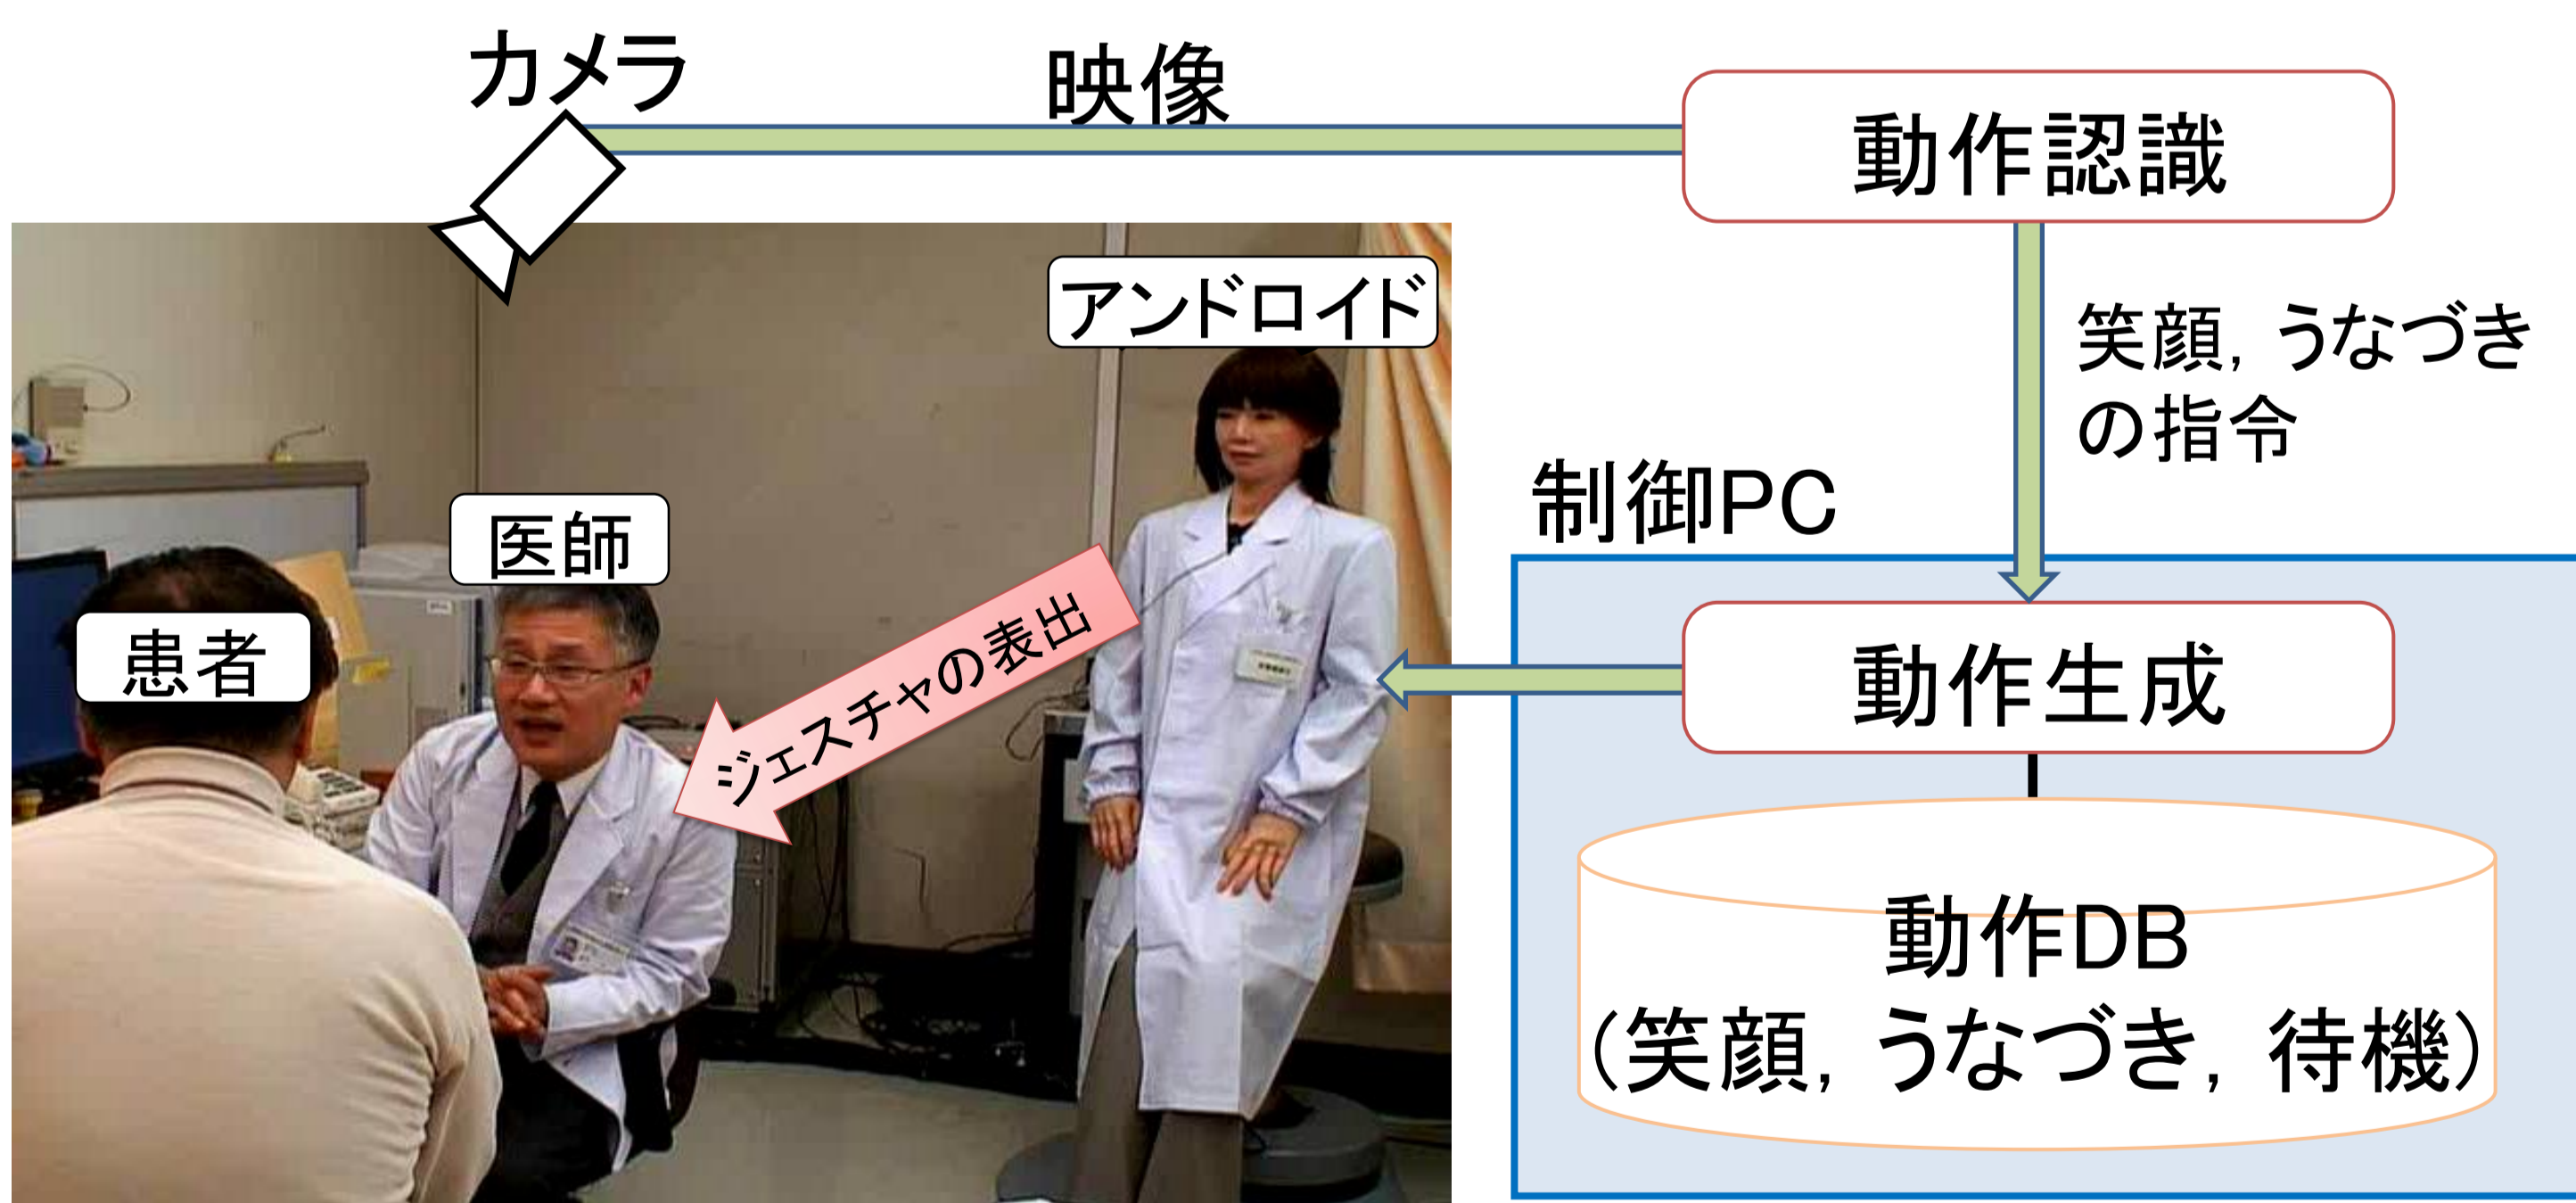 カメラ
映像
動作認識
アンドロイド
笑顔, うなづき
の指令
制御PC
医師
患者
ジェスチャの表出
動作生成
動作DB
(笑顔, うなづき, 待機)